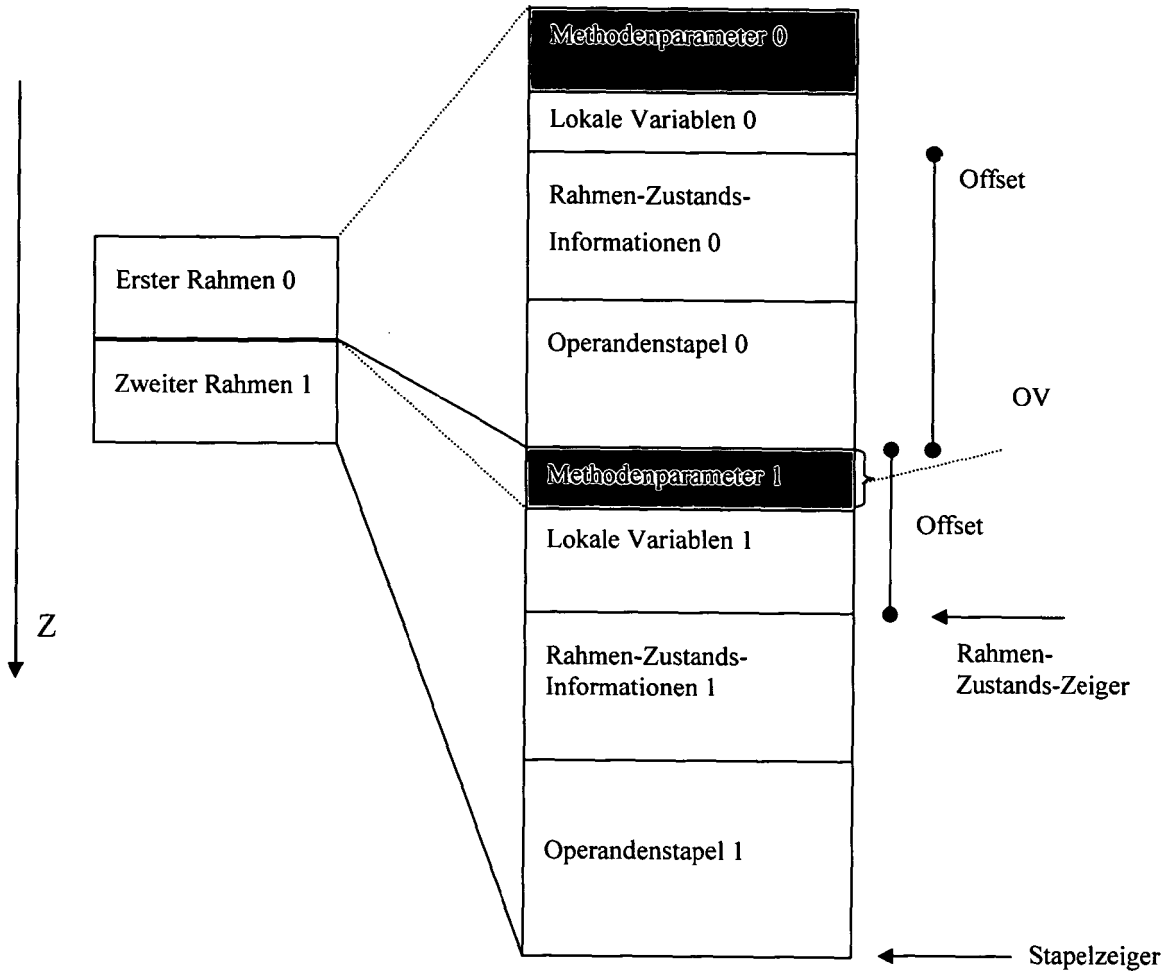 Methodenparameter 0
Lokale Variablen 0
Offset
Rahmen-Zustands-
Informationen 0
Erster Rahmen 0
Operandenstapel 0
Zweiter Rahmen 1
OV
Methodenparameter 1
Offset
Lokale Variablen 1
Z
Rahmen-Zustands-
Informationen 1
Rahmen-
Zustands-Zeiger
Operandenstapel 1
Stapelzeiger